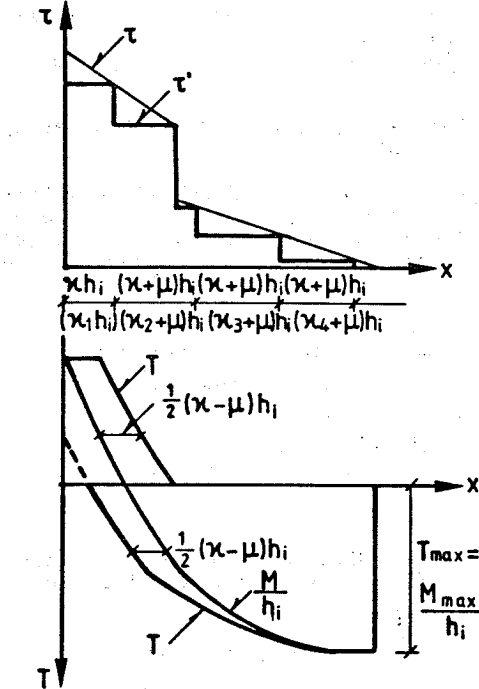 τ
τ
τ'
x
ϰhᵢ (ϰ+μ)hᵢ (ϰ+μ)hᵢ (ϰ+μ)hᵢ
(ϰ₁hᵢ) (ϰ₂+μ)hᵢ (ϰ₃+μ)hᵢ (ϰ₄+μ)hᵢ
T
1/2 (ϰ-μ)hᵢ
x
1/2 (ϰ-μ)hᵢ
Tmax =
M/hᵢ
Mmax/hᵢ
T
T